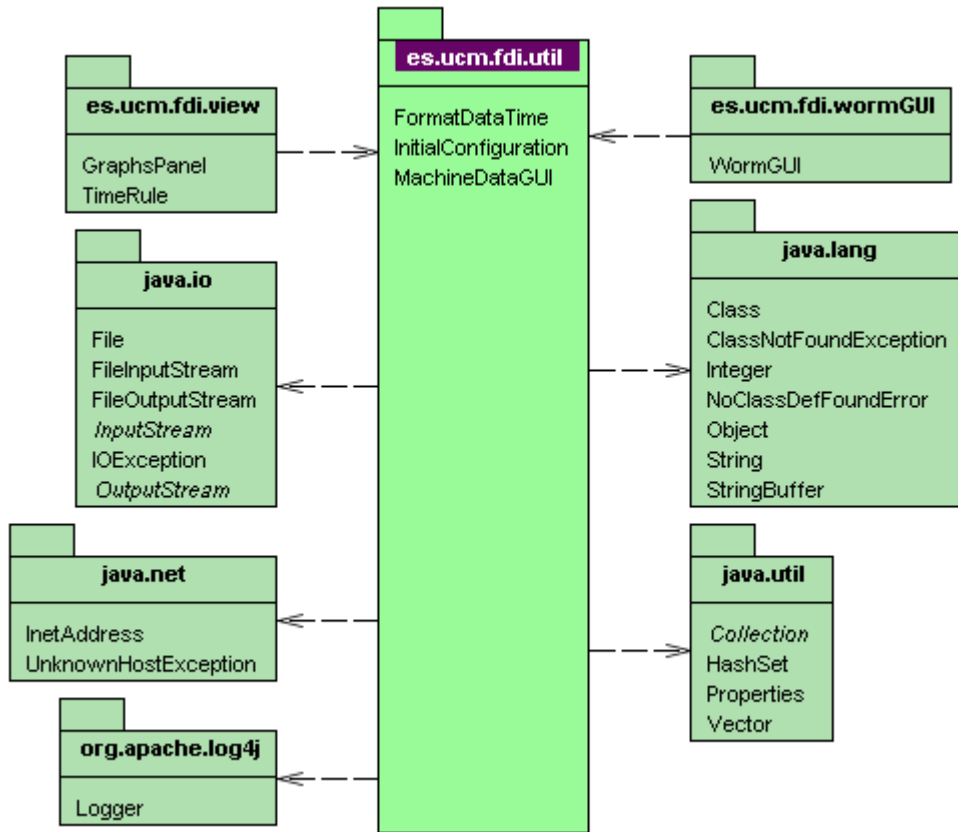 es.ucm.fdi.util
FormatDataTime
InitialConfiguration
MachineDataGUI
es.ucm.fdi.view
GraphsPanel
TimeRule
es.ucm.fdi.wormGUI
WormGUI
java.io
File
FileInputStream
FileOutputStream
InputStream
IOException
OutputStream
java.lang
Class
ClassNotFoundException
Integer
NoClassDefFoundError
Object
String
StringBuffer
java.net
InetAddress
UnknownHostException
java.util
Collection
HashSet
Properties
Vector
org.apache.log4j
Logger